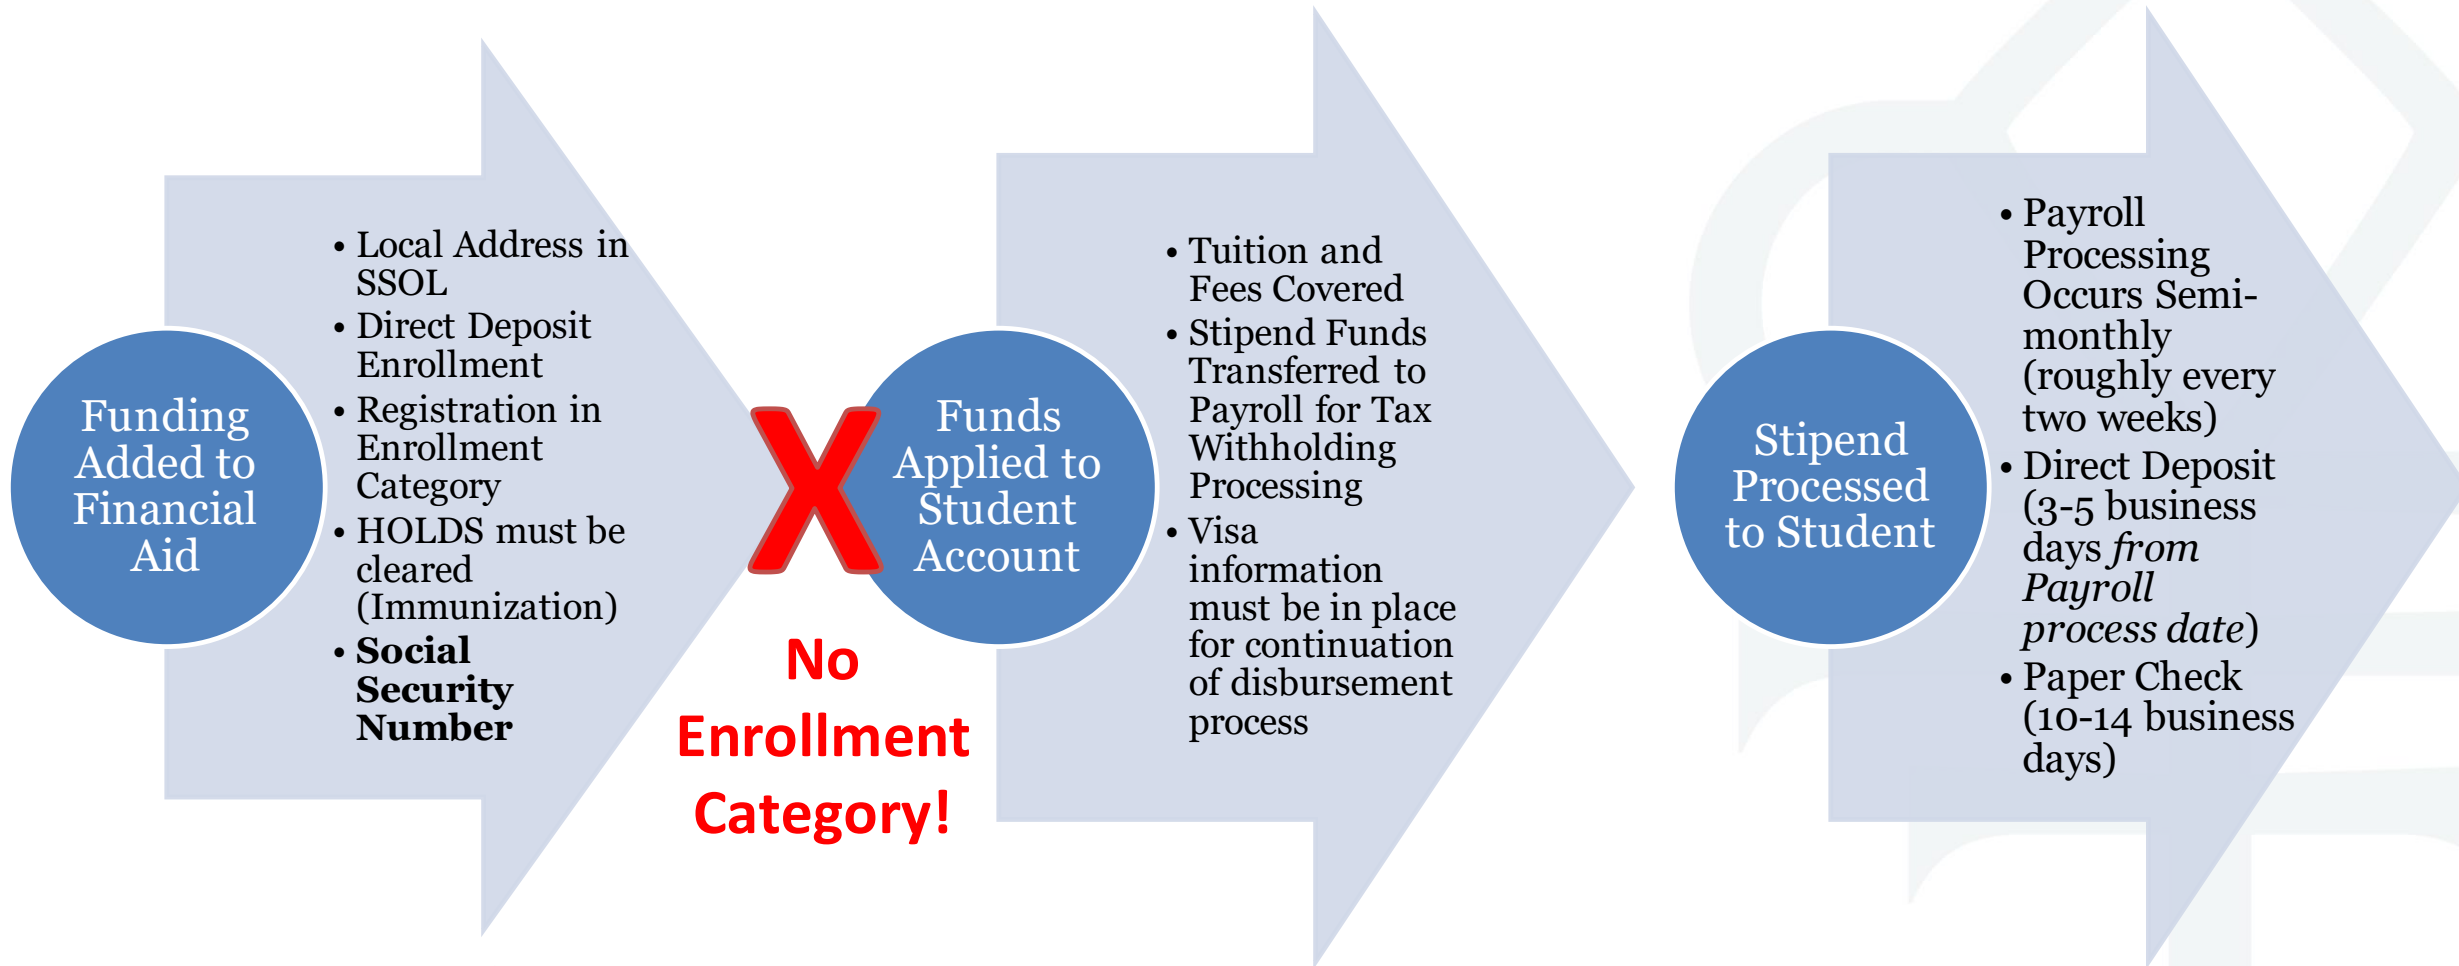 Funding
Added to
Financial
Aid
• Local Address in
SSOL
• Direct Deposit
Enrollment
• Registration in
Enrollment
Category
• HOLDS must be
cleared
(Immunization)
• Social
Security
Number
X
No
Enrollment
Category!
Funds
Applied to
Student
Account
• Tuition and
Fees Covered
• Stipend Funds
Transferred to
Payroll for Tax
Withholding
Processing
• Visa
information
must be in place
for continuation
of disbursement
process
Stipend
Processed
to Student
• Payroll
Processing
Occurs Semi-
monthly
(roughly every
two weeks)
• Direct Deposit
(3-5 business
days from
Payroll
process date)
• Paper Check
(10-14 business
days)